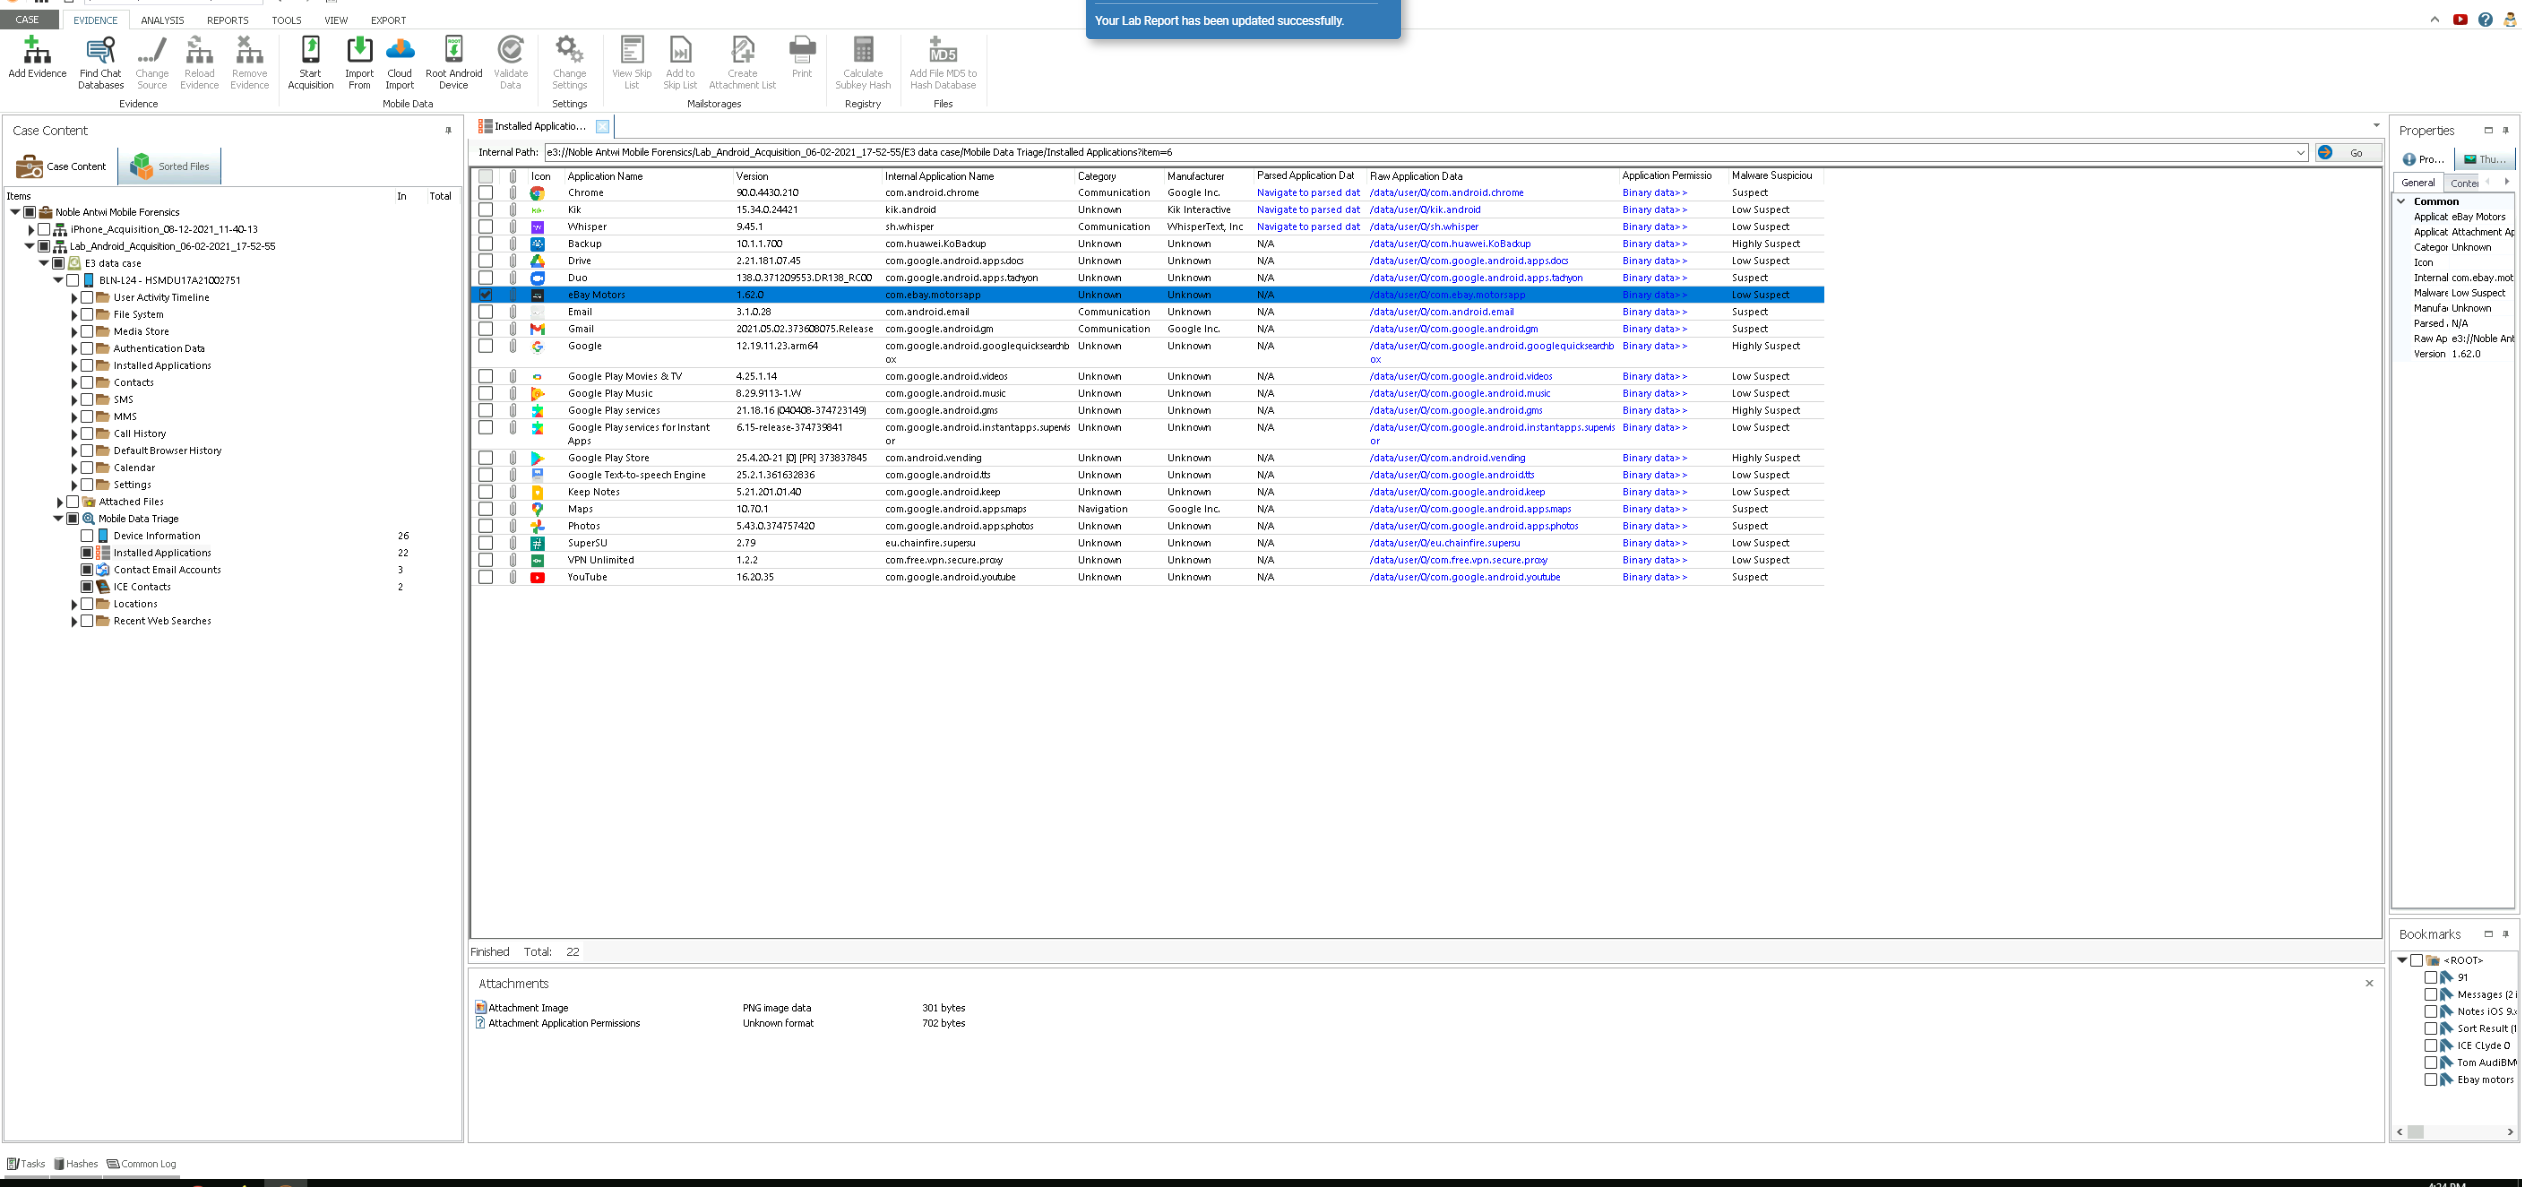 Your Lab Report has been updated successfully.
CASE EVIDENCE ANALYSIS REPORTS TOOLS VIEW EXPORT
Add Evidence
Find Chat Databases
Change Source
Reload Evidence
Remove Evidence
Start Acquisition
Import From
Cloud Import
Root Android Device
Validate Data
Change Settings
View Skip List
Add to Skip List
Create Attachment List
Print
Calculate Subkey Hash
Add File MD5 to Hash Database
Evidence Mobile Data Settings Mailstorages Registry Files
Case Content
Case Content Sorted Files
Items In Total
Noble Antwi Mobile Forensics
iPhone_Acquisition_08-12-2021_11-40-13
Lab_Android_Acquisition_06-02-2021_17-52-55
E3 data case
BLN-L24 - HSMDU17A21002751
User Activity Timeline
File System
Media Store
Authentication Data
Installed Applications
Contacts
SMS
MMS
Call History
Default Browser History
Calendar
Settings
Attached Files
Mobile Data Triage
Device Information 26
Installed Applications 22
Contact Email Accounts 3
ICE Contacts 2
Locations
Recent Web Searches
Installed Applicatio...
Internal Path: e3://Noble Antwi Mobile Forensics/Lab_Android_Acquisition_06-02-2021_17-52-55/E3 data case/Mobile Data Triage/Installed Applications?item=6 Go
Icon Application Name Version Internal Application Name Category Manufacturer Parsed Application Dat Raw Application Data Application Permissio Malware Suspiciou
Chrome 90.0.4430.210 com.android.chrome Communication Google Inc. Navigate to parsed dat /data/user/0/com.android.chrome Binary data>> Suspect
Kik 15.34.0.24421 kik.android Unknown Kik Interactive Navigate to parsed dat /data/user/0/kik.android Binary data>> Low Suspect
Whisper 9.45.1 sh.whisper Communication WhisperText, Inc Navigate to parsed dat /data/user/0/sh.whisper Binary data>> Low Suspect
Backup 10.1.1.700 com.huawei.KoBackup Unknown Unknown N/A /data/user/0/com.huawei.KoBackup Binary data>> Highly Suspect
Drive 2.21.181.07.45 com.google.android.apps.docs Unknown Unknown N/A /data/user/0/com.google.android.apps.docs Binary data>> Low Suspect
Duo 138.0.371209553.DR138_RC00 com.google.android.apps.tachyon Unknown Unknown N/A /data/user/0/com.google.android.apps.tachyon Binary data>> Suspect
eBay Motors 1.62.0 com.ebay.motorsapp Unknown Unknown N/A /data/user/0/com.ebay.motorsapp Binary data>> Low Suspect
Email 3.1.0.28 com.android.email Communication Unknown N/A /data/user/0/com.android.email Binary data>> Suspect
Gmail 2021.05.02.373608075.Release com.google.android.gm Communication Google Inc. N/A /data/user/0/com.google.android.gm Binary data>> Suspect
Google 12.19.11.23.arm64 com.google.android.googlequicksearchb Unknown Unknown N/A /data/user/0/com.google.android.googlequicksearchb Binary data>> Highly Suspect
ox ox
Google Play Movies & TV 4.25.1.14 com.google.android.videos Unknown Unknown N/A /data/user/0/com.google.android.videos Binary data>> Low Suspect
Google Play Music 8.29.9113-1.W com.google.android.music Unknown Unknown N/A /data/user/0/com.google.android.music Binary data>> Low Suspect
Google Play services 21.18.16 (040408-374723149) com.google.android.gms Unknown Unknown N/A /data/user/0/com.google.android.gms Binary data>> Highly Suspect
Google Play services for Instant 6.15-release-374739841 com.google.android.instantapps.supervis Unknown Unknown N/A /data/user/0/com.google.android.instantapps.supervis Binary data>> Low Suspect
Apps or or
Google Play Store 25.4.20-21 [0] [PR] 373837845 com.android.vending Unknown Unknown N/A /data/user/0/com.android.vending Binary data>> Highly Suspect
Google Text-to-speech Engine 25.2.1.361632836 com.google.android.tts Unknown Unknown N/A /data/user/0/com.google.android.tts Binary data>> Low Suspect
Keep Notes 5.21.201.01.40 com.google.android.keep Unknown Unknown N/A /data/user/0/com.google.android.keep Binary data>> Low Suspect
Maps 10.70.1 com.google.android.apps.maps Navigation Google Inc. N/A /data/user/0/com.google.android.apps.maps Binary data>> Suspect
Photos 5.43.0.374757420 com.google.android.apps.photos Unknown Unknown N/A /data/user/0/com.google.android.apps.photos Binary data>> Suspect
SuperSU 2.79 eu.chainfire.supersu Unknown Unknown N/A /data/user/0/eu.chainfire.supersu Binary data>> Low Suspect
VPN Unlimited 1.2.2 com.free.vpn.secure.proxy Unknown Unknown N/A /data/user/0/com.free.vpn.secure.proxy Binary data>> Low Suspect
YouTube 16.20.35 com.google.android.youtube Unknown Unknown N/A /data/user/0/com.google.android.youtube Binary data>> Suspect
Finished Total: 22
Attachments
Attachment Image PNG image data 301 bytes
Attachment Application Permissions Unknown format 702 bytes
Properties
Pro... Thu...
General Conte
Common
Applicat eBay Motors
Applicat Attachment Ap
Categor Unknown
Icon
Internal com.ebay.mot
Malware Low Suspect
Manufa Unknown
Parsed N/A
Raw Ap e3://Noble Ant
Version 1.62.0
Bookmarks
<ROOT>
91
Messages (2 i
Notes iOS 9.x
Sort Result (1
ICE CLyde 0
Tom AudiBM
Ebay motors
Tasks Hashes Common Log